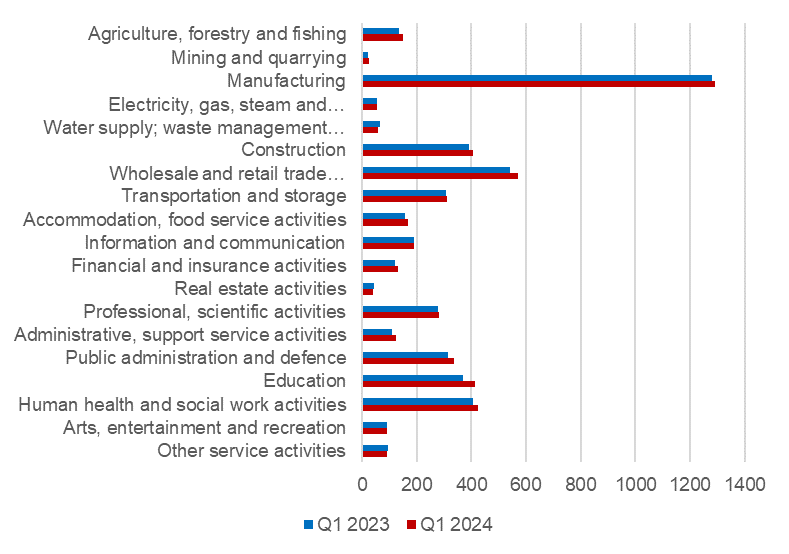 Agriculture, forestry and fishing
Mining and quarrying
Manufacturing
Electricity, gas, steam and…
Water supply; waste management…
Construction
Wholesale and retail trade…
Transportation and storage
Accommodation, food service activities
Information and communication
Financial and insurance activities
Real estate activities
Professional, scientific activities
Administrative, support service activities
Public administration and defence
Education
Human health and social work activities
Arts, entertainment and recreation
Other service activities
0 200 400 600 800 1000 1200 1400
Q1 2023 Q1 2024